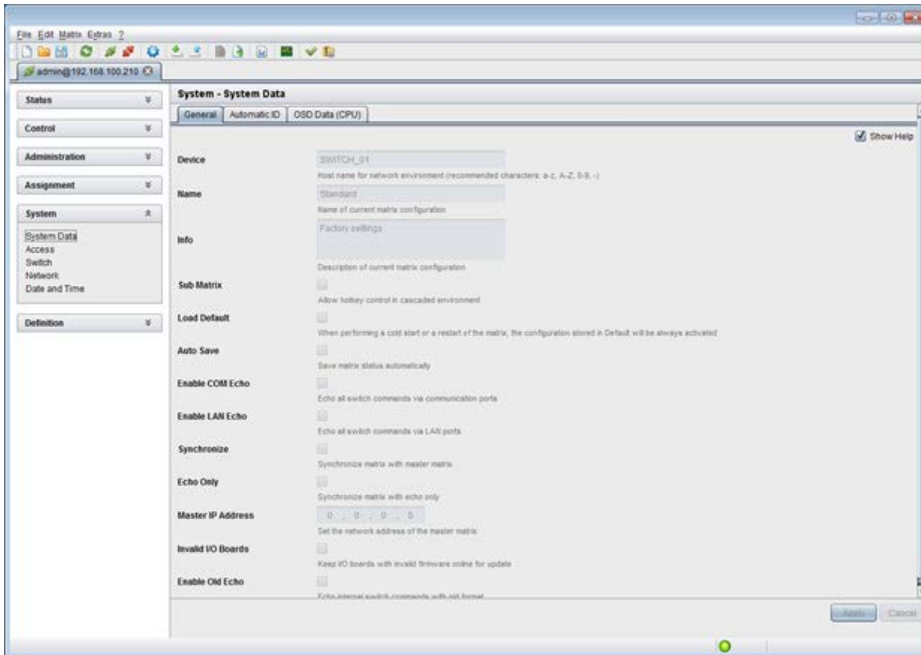 File Edit Matrix Extras ?
admin@192.168.100.210
Status
Control
Administration
Assignment
System
System Data
Access
Switch
Network
Date and Time
Definition
System - System Data
General Automatic ID OSD Data (CPU)
Show Help
Device SWITCH_01
Host name for network environment (recommended characters: a-z, A-Z, 0-9, -)
Name Standard
Name of current matrix configuration
Info Factory settings
Description of current matrix configuration
Sub Matrix
Allow hotkey control in cascaded environment
Load Default
When performing a cold start or a restart of the matrix, the configuration stored in Default will be always activated
Auto Save
Save matrix status automatically
Enable COM Echo
Echo all switch commands via communication ports
Enable LAN Echo
Echo all switch commands via LAN ports
Synchronize
Synchronize matrix with master matrix
Echo Only
Synchronize matrix with echo only
Master IP Address 0 . 0 . 0 . 0
Set the network address of the master matrix
Invalid I/O Boards
Keep I/O boards with invalid firmware online for update
Enable Old Echo
Echo internal switch commands with old format
Apply Cancel